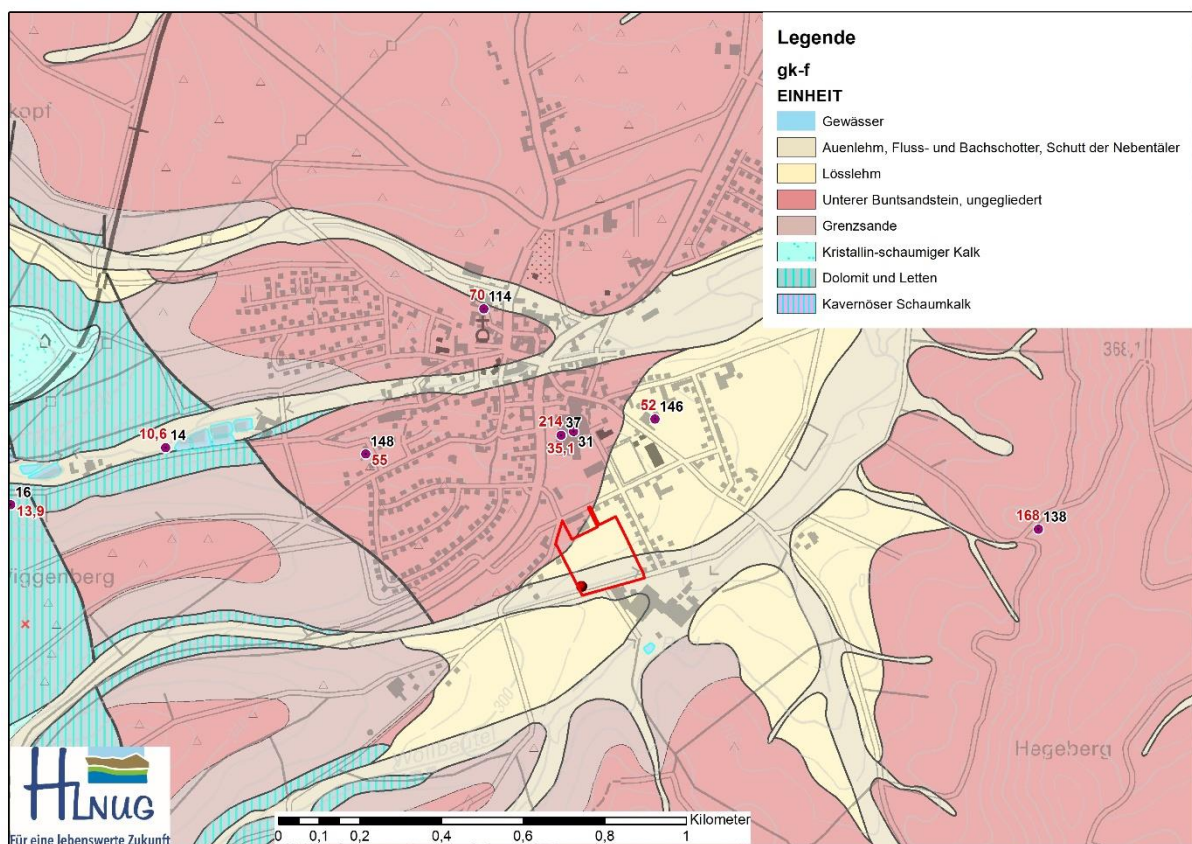 Legende
gk-f
EINHEIT
Gewässer
Auenlehm, Fluss- und Bachschotter, Schutt der Nebentäler
Lösslehm
Unterer Buntsandstein, ungegliedert
Grenzsande
Kristallin-schaumiger Kalk
Dolomit und Letten
Kavernöser Schaumkalk
kopf
70 114
368,1
52 146
214 37
31
35,1
10,6 14
148
55
16
13,9
168 138
iggenberg
300
Hegeberg
HLNUG
Für eine lebenswerte Zukunft
Kilometer
0 0,1 0,2 0,4 0,6 0,8 1